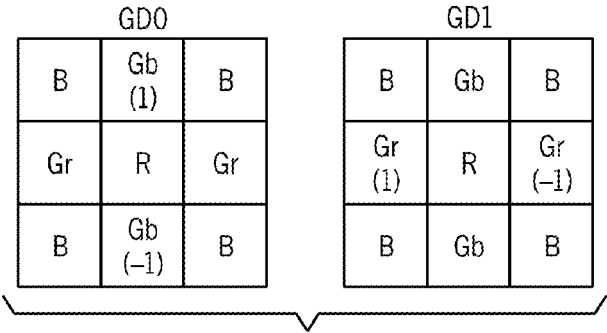 GD0 GD1
B Gb (1) B B Gb B
Gr R Gr Gr (1) R Gr (–1)
B Gb (–1) B B Gb B